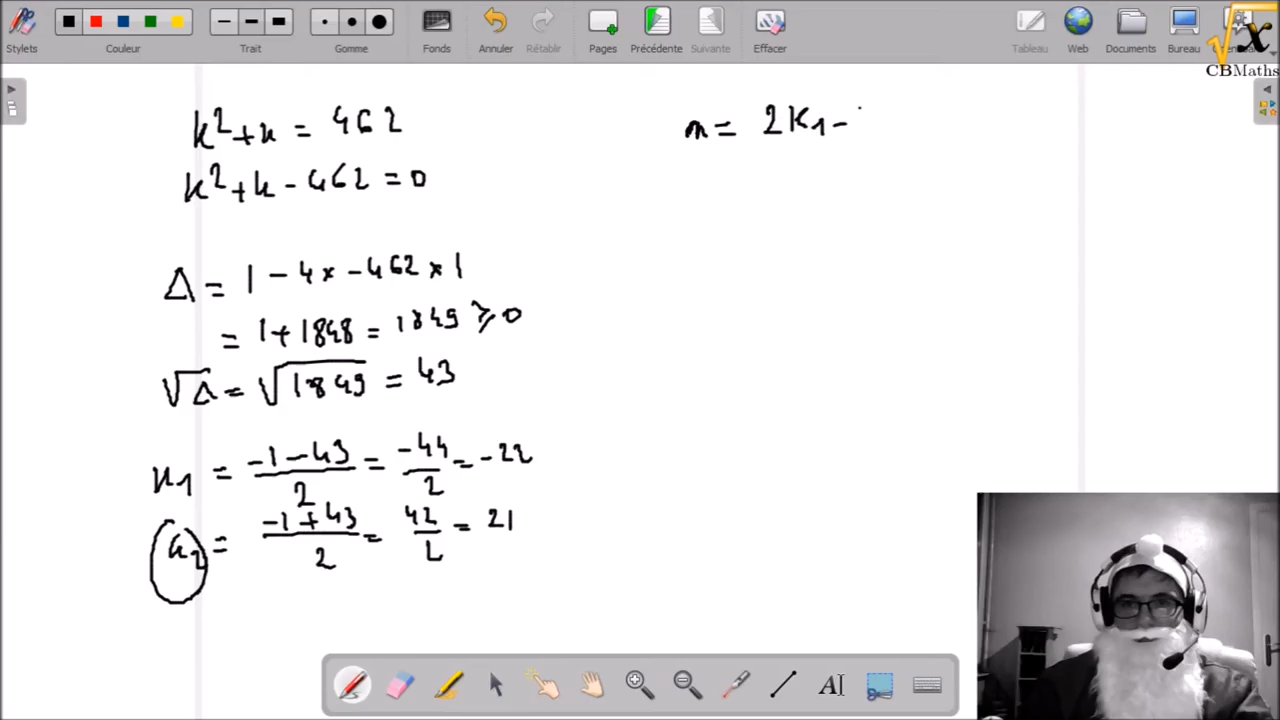 Stylets Couleur Trait Gomme Fonds Annuler Rétablir Pages Précédente Suivante Effacer Tableau Web Documents Bureau
CBMaths
k²+k = 462
k²+k-462=0
Δ = 1 - 4x -462 x 1
= 1+1848 = 1849 ⩾ 0
√Δ = √1849 = 43
k1 = (-1-43)/2 = -44/2 = -22
k2 = (-1+43)/2 = 42/2 = 21
n = 2k1 -